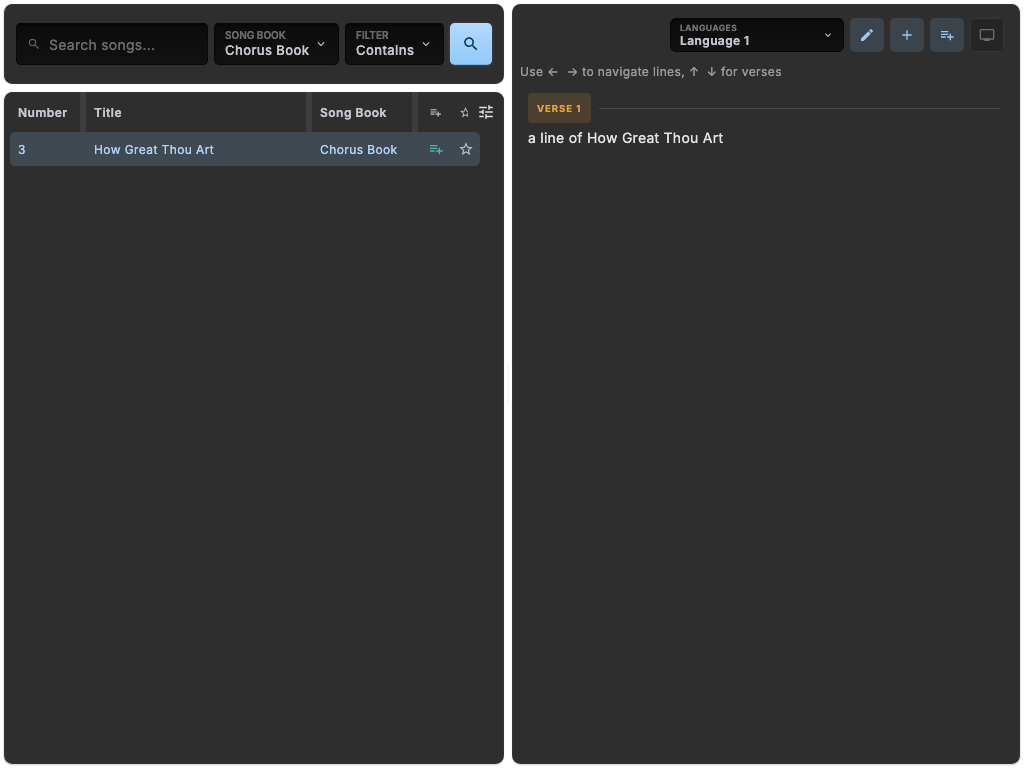 Search songs...
SONG BOOK
Chorus Book
FILTER
Contains
Number Title Song Book
3 How Great Thou Art Chorus Book
LANGUAGES
Language 1
Use ← → to navigate lines, ↑ ↓ for verses
VERSE 1
a line of How Great Thou Art